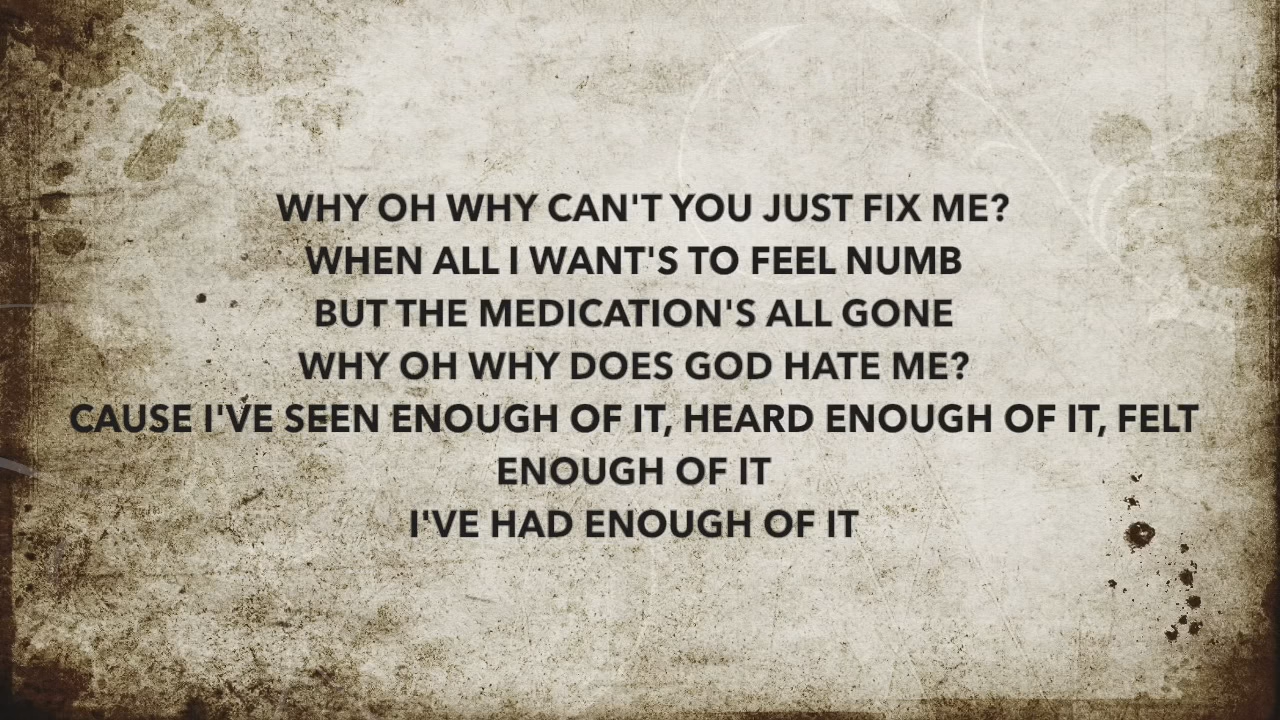 WHY OH WHY CAN'T YOU JUST FIX ME?
WHEN ALL I WANT'S TO FEEL NUMB
BUT THE MEDICATION'S ALL GONE
WHY OH WHY DOES GOD HATE ME?
CAUSE I'VE SEEN ENOUGH OF IT, HEARD ENOUGH OF IT, FELT
ENOUGH OF IT
I'VE HAD ENOUGH OF IT